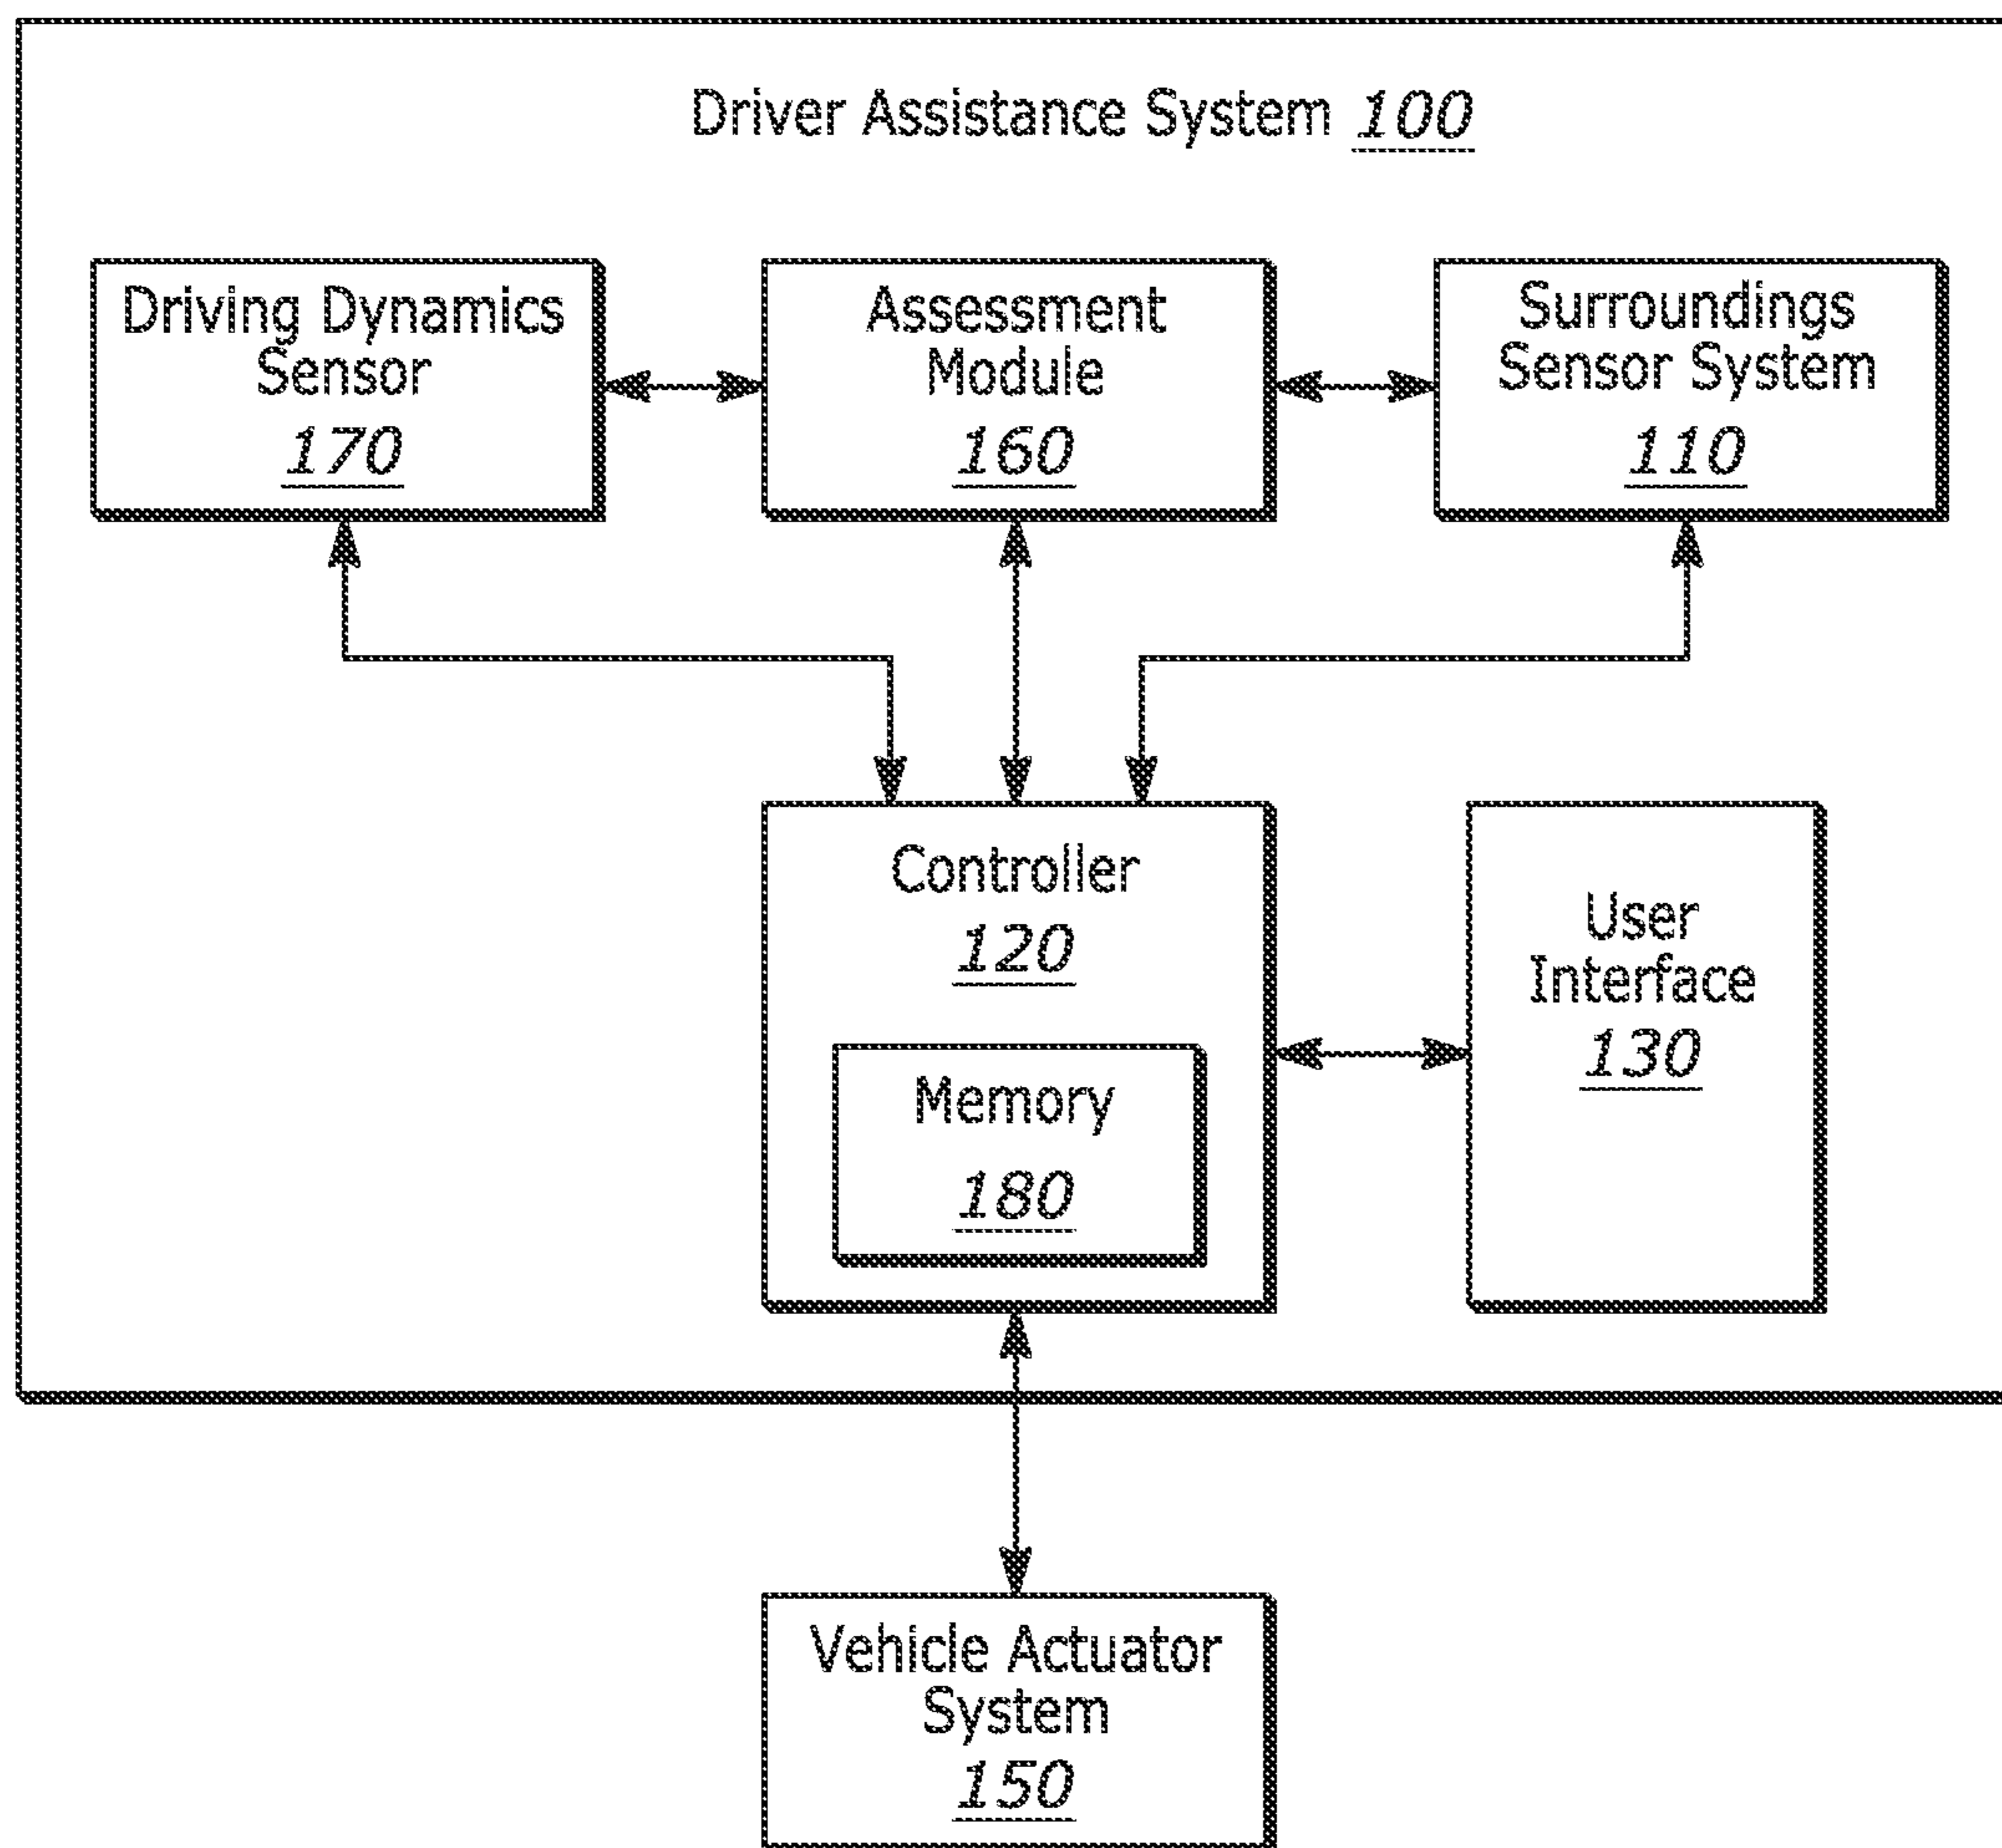 Driver Assistance System 100
Driving Dynamics
Sensor
170
Assessment
Module
160
Surroundings
Sensor System
110
Controller
120
Memory
180
User
Interface
130
Vehicle Actuator
System
150